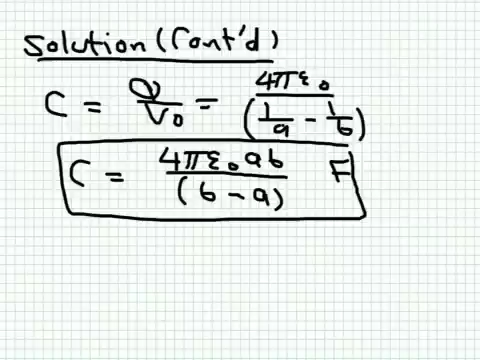 Solution (Cont'd)
C = Q/V₀ = 4πε₀/(1/a - 1/b)
C = 4πε₀ab/(b - a) F